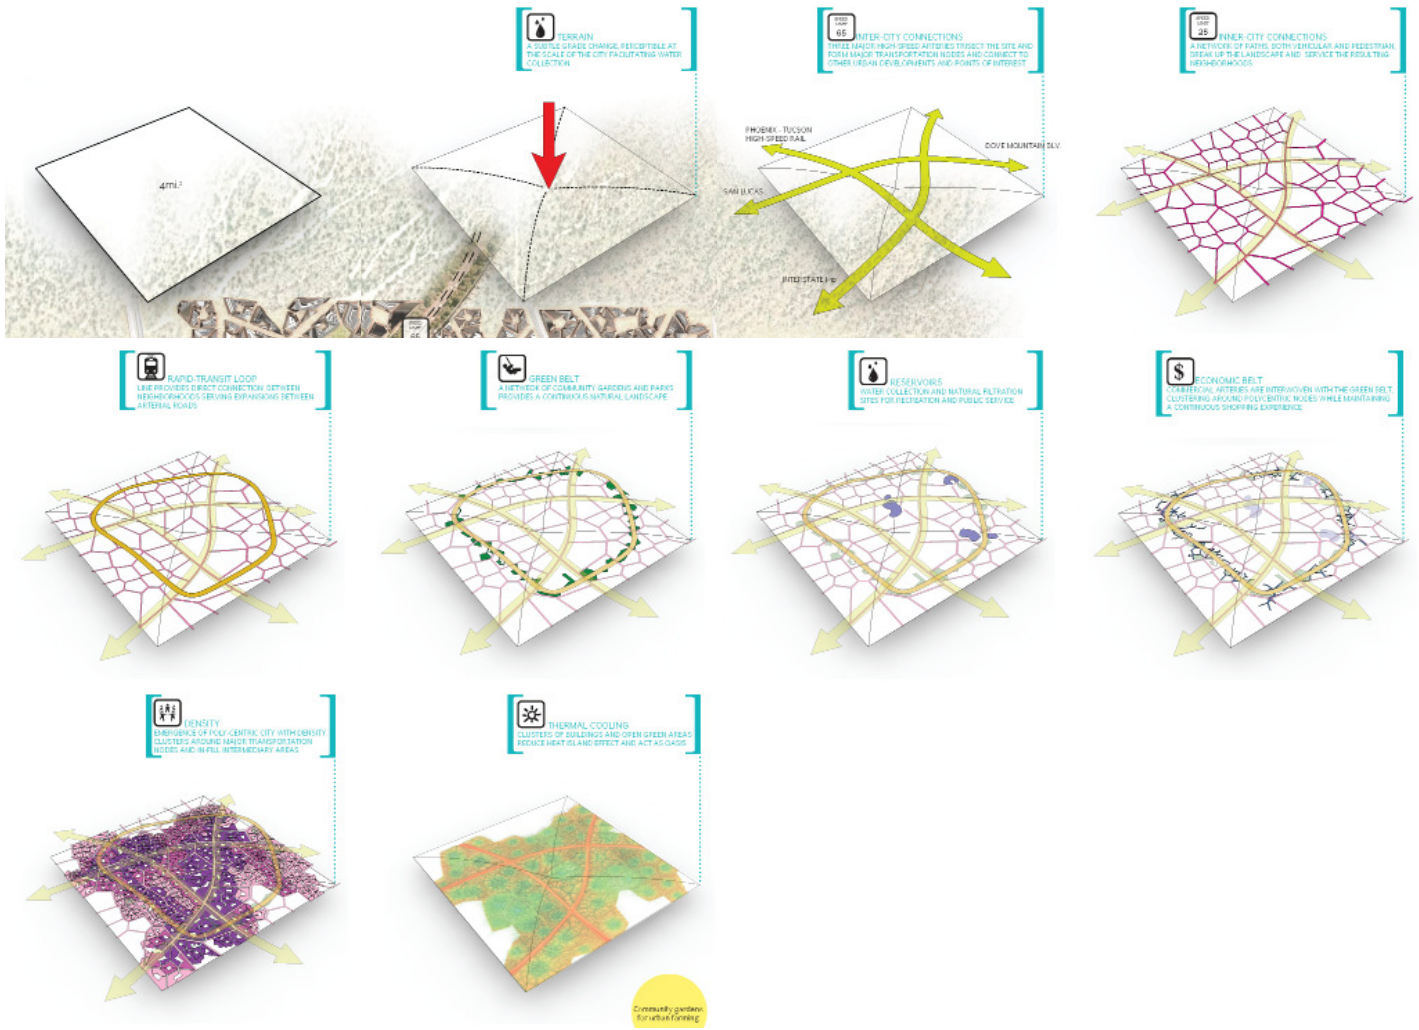 TERRAIN
A SUBTLE GRADE CHANGE, PERCEPTIBLE AT
THE SCALE OF THE CITY FACILITATING WATER
COLLECTION
SPEED
LIMIT
65
INTER-CITY CONNECTIONS
THREE MAJOR HIGH-SPEED ARTERIES TRISECT THE SITE AND
FORM MAJOR TRANSPORTATION NODES AND CONNECT TO
OTHER URBAN DEVELOPMENTS AND POINTS OF INTEREST
SPEED
LIMIT
25
INNER-CITY CONNECTIONS
A NETWORK OF PATHS, BOTH VEHICULAR AND PEDESTRIAN,
BREAK UP THE LANDSCAPE AND SERVICE THE RESULTING
NEIGHBORHOODS
4mi.²
PHOENIX - TUCSON
HIGH-SPEED RAIL
DOVE MOUNTAIN BLV.
SAN LUCAS
INTERSTATE I-10
65
RAPID TRANSIT LOOP
LINE PROVIDES DIRECT CONNECTION BETWEEN
NEIGHBORHOODS SERVING EXPANSIONS BETWEEN
ARTERIAL ROADS
GREEN BELT
A NETWEOK OF COMMUNITY GARDENS AND PARKS
PROVIDES A CONTINUOUS NATURAL LANDSCAPE
RESERVOIRS
WATER COLLECTION AND NATURAL FILTRATION
SITES FOR RECREATION AND PUBLIC SERVICE
$
ECONOMIC BELT
COMMERCIAL ARTERIES ARE INTERWOVEN WITH THE GREEN BELT,
CLUSTERING AROUND POLYCENTRIC NODES WHILE MAINTAINING
A CONTINUOUS SHOPPING EXPERIENCE
DENSITY
EMERGENCE OF POLY-CENTRIC CITY WITH DENSITY
CLUSTERS AROUND MAJOR TRANSPORTATION
NODES AND IN-FILL INTERMEDIARY AREAS
THERMAL COOLING
CLUSTERS OF BUILDINGS AND OPEN GREEN AREAS
REDUCE HEAT ISLAND EFFECT AND ACT AS OASIS
Community gardens
for urban farming